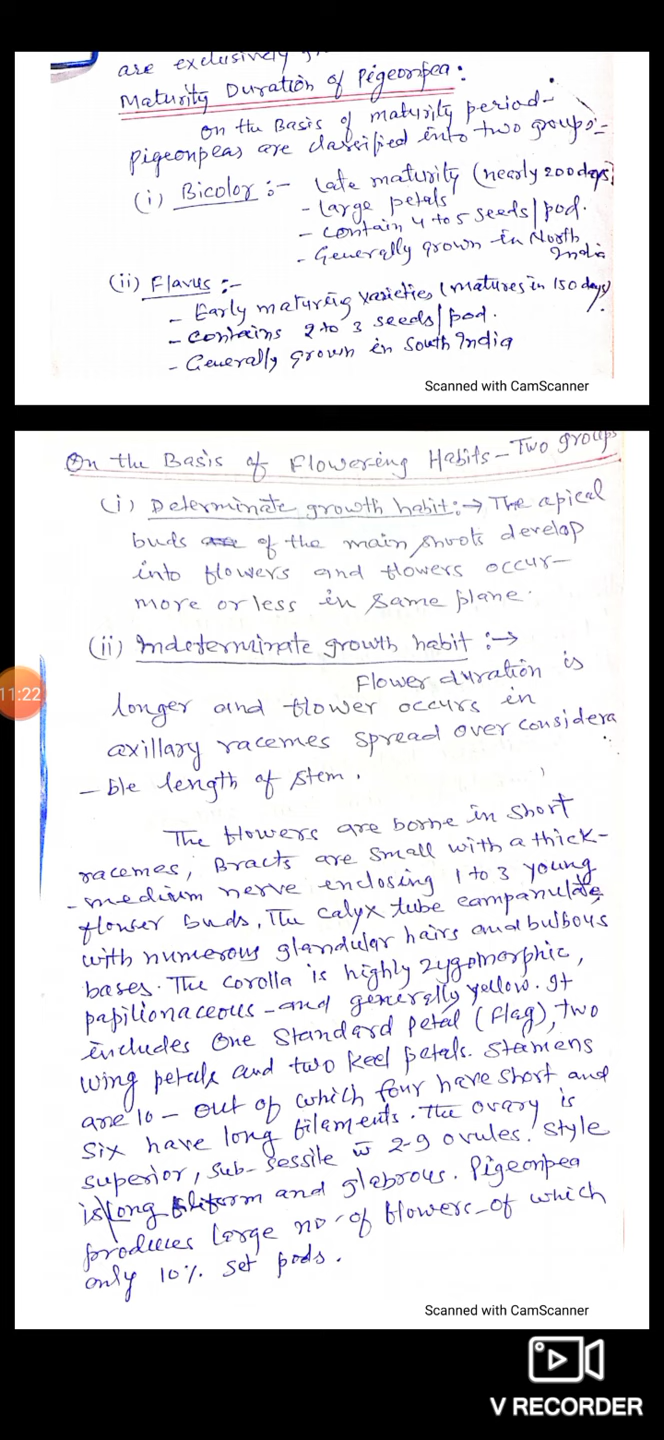 are exclusively
Maturity Duration of Pigeonpea:
On the Basis of maturity period-
pigeonpeas are classified into two groups:-
(i) Bicolor :- Late maturity (nearly 200 days)
- Large petals
- contain 4 to 5 seeds/pod.
- Generally grown in North
India
(ii) Flavus :-
- Early maturing varieties (matures in 150 days)
- contains 2 to 3 seeds/pod.
- Generally grown in South India
Scanned with CamScanner
On the Basis of Flowering Habits - Two groups
(i) Determinate growth habit :→ The apical
buds of the main shoots develop
into flowers and flowers occur
more or less in same plane.
(ii) Indeterminate growth habit :→
Flower duration is
11:22
longer and flower occurs in
axillary racemes spread over considera
- ble length of stem.
The flowers are borne in short
racemes, Bracts are small with a thick-
- medium nerve enclosing 1 to 3 young
flower buds. The calyx tube campanulate
with numerous glandular hairs and bulbous
bases. The corolla is highly zygomorphic,
papilionaceous and generally yellow. It
includes One Standard petal (flag), two
wing petals and two keel petals. Stamens
are 10 - out of which four have short and
six have long filaments. The ovary is
superior, sub-sessile w 2-9 ovules. Style
is long filiform and glabrous. Pigeonpea
produces large no. of flowers of which
only 10% set pods.
Scanned with CamScanner
V RECORDER